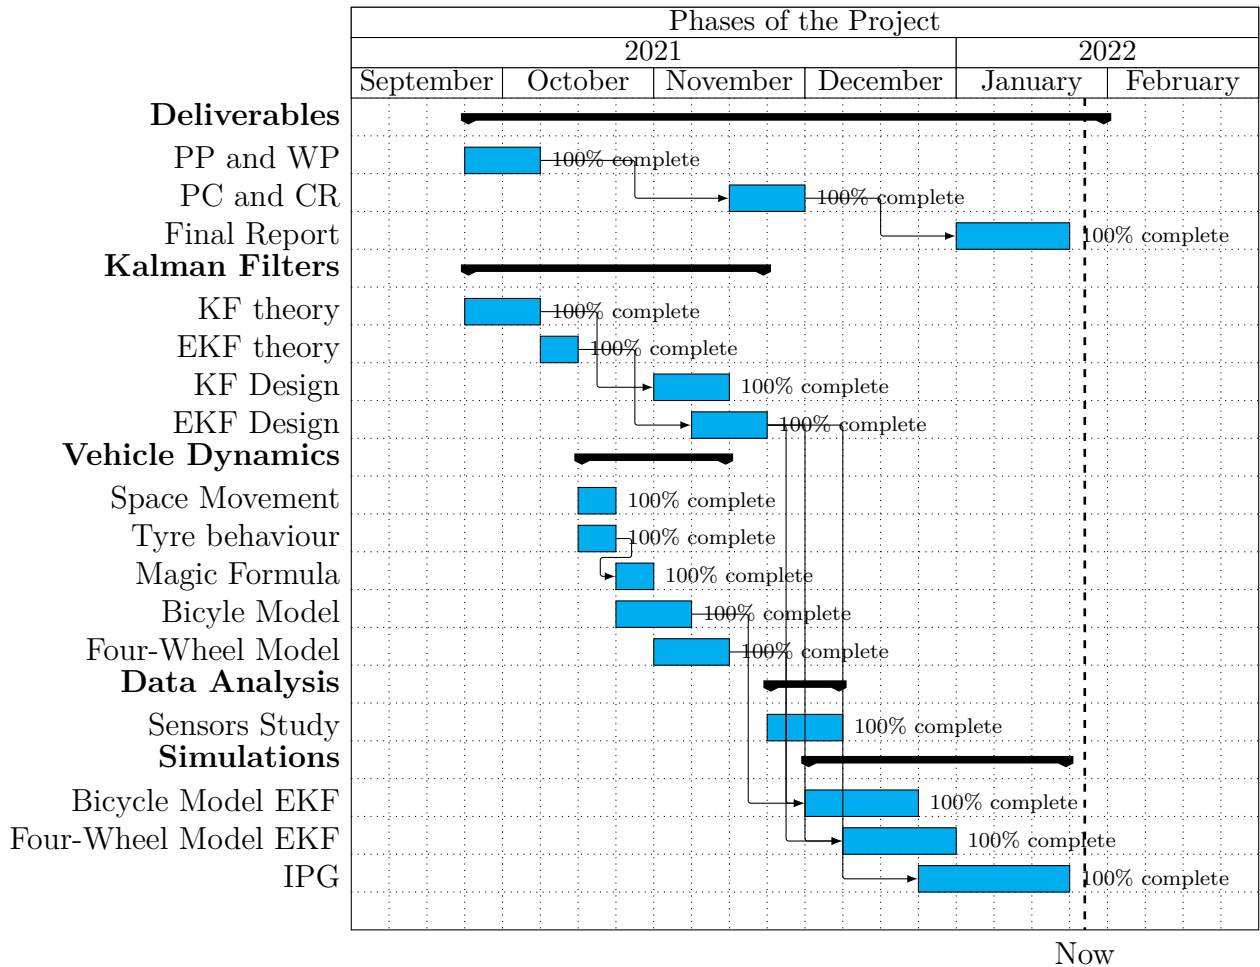 Phases of the Project
2021 2022
September October November December January February
Deliverables
PP and WP 100% complete
PC and CR 100% complete
Final Report 100% complete
Kalman Filters
KF theory 100% complete
EKF theory 100% complete
KF Design 100% complete
EKF Design 100% complete
Vehicle Dynamics
Space Movement 100% complete
Tyre behaviour 100% complete
Magic Formula 100% complete
Bicyle Model 100% complete
Four-Wheel Model 100% complete
Data Analysis
Sensors Study 100% complete
Simulations
Bicycle Model EKF 100% complete
Four-Wheel Model EKF 100% complete
IPG 100% complete
Now